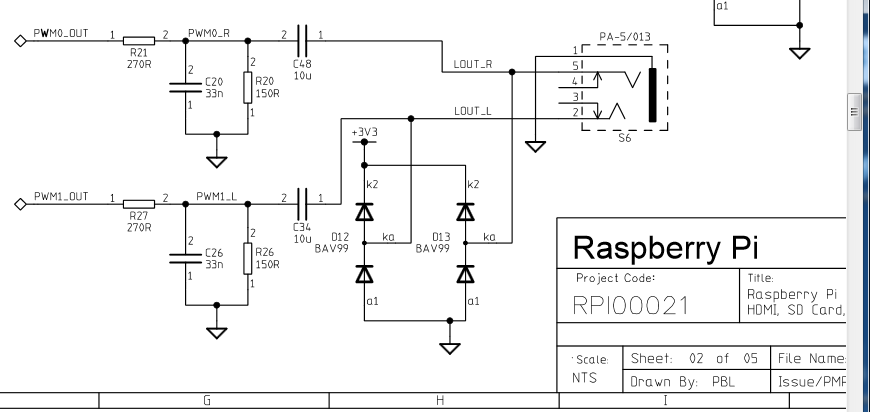 a1
PWM0_OUT 1 2 PWM0_R 2 1
R21
270R
C48
10u
2
C20
33n
1
2
R20
150R
1
LOUT_R
LOUT_L
PA-5/013
1
5
4
3
2
S6
+3V3
PWM1_OUT 1 2 PWM1_L 2 1
R27
270R
C34
10u
2
C26
33n
1
2
R26
150R
1
k2
k2
D12
BAV99
ka
D13
BAV99
ka
a1
a1
Raspberry Pi
Project Code:
RPI00021
Title:
Raspberry Pi
HDMI, SD Card,
Scale:
NTS
Sheet: 02 of 05
File Name:
Drawn By: PBL
Issue/PMF
G H I